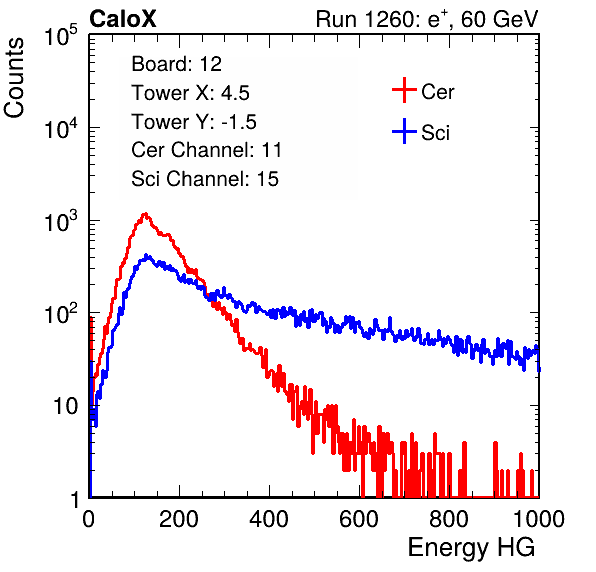 CaloX Run 1260: e⁺, 60 GeV
Counts
Board: 12
Tower X: 4.5
Tower Y: -1.5
Cer Channel: 11
Sci Channel: 15
Cer
Sci
10⁵
10⁴
10³
10²
10
1
0 200 400 600 800 1000
Energy HG